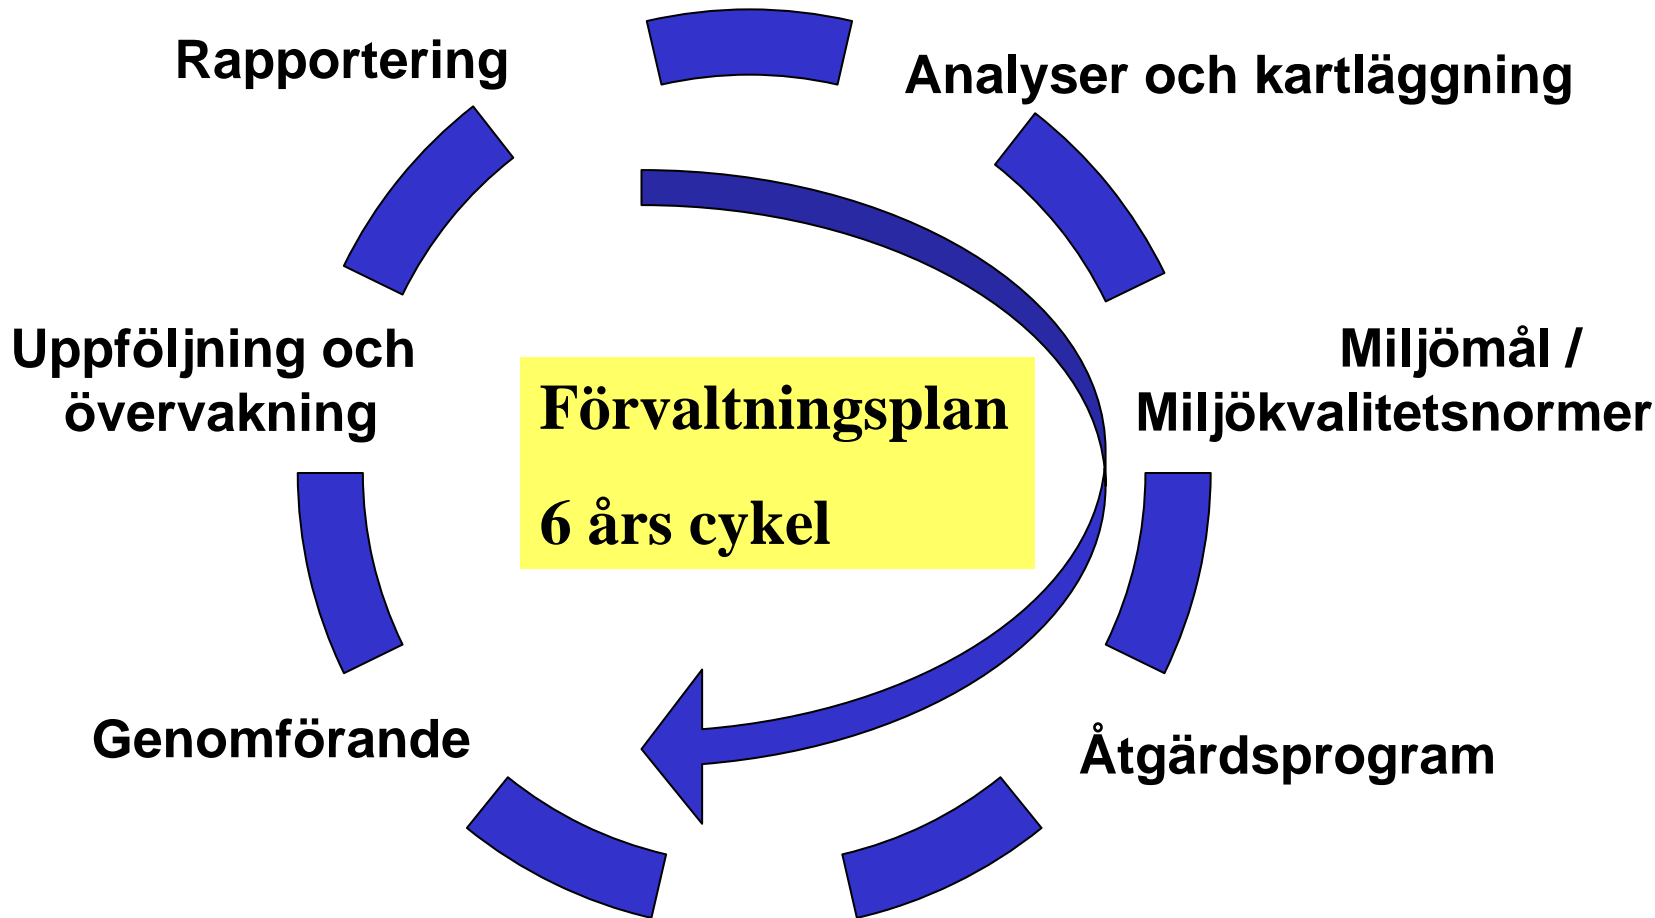 Rapportering
Analyser och kartläggning
Uppföljning och
övervakning
Miljömål /
Miljökvalitetsnormer
Förvaltningsplan
6 års cykel
Genomförande
Åtgärdsprogram